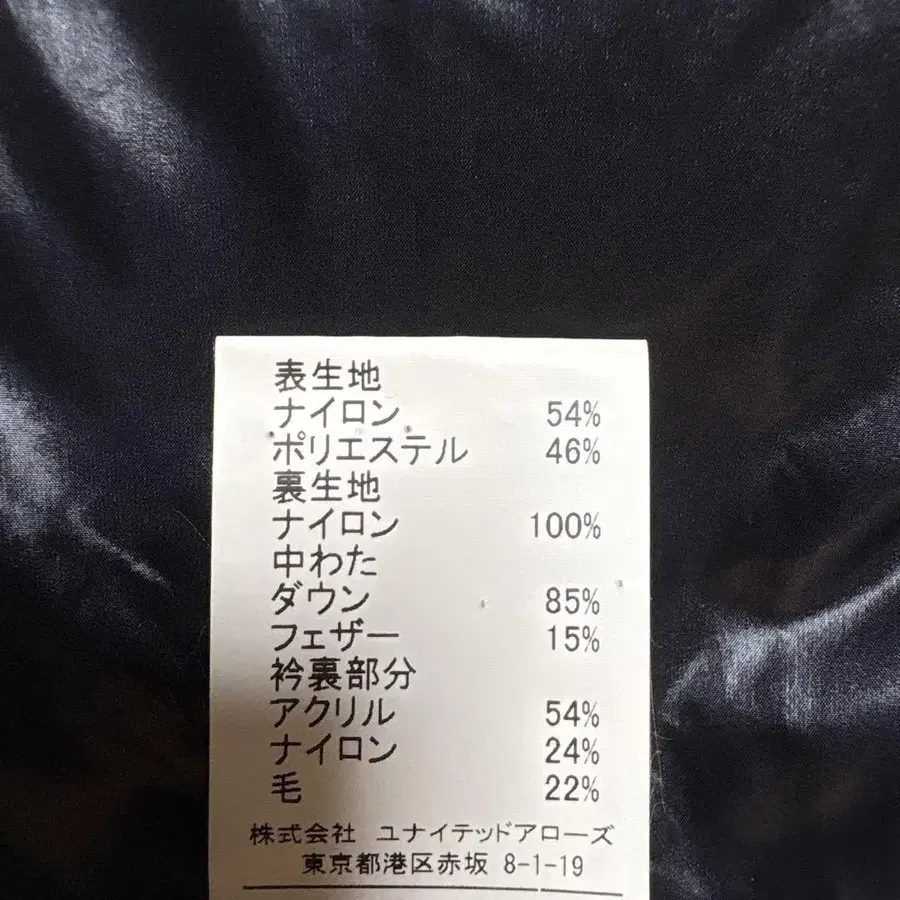 表生地
ナイロン 54%
ポリエステル 46%
裏生地
ナイロン 100%
中わた
ダウン 85%
フェザー 15%
衿裏部分
アクリル 54%
ナイロン 24%
毛 22%
株式会社 ユナイテッドアローズ
東京都港区赤坂 8-1-19